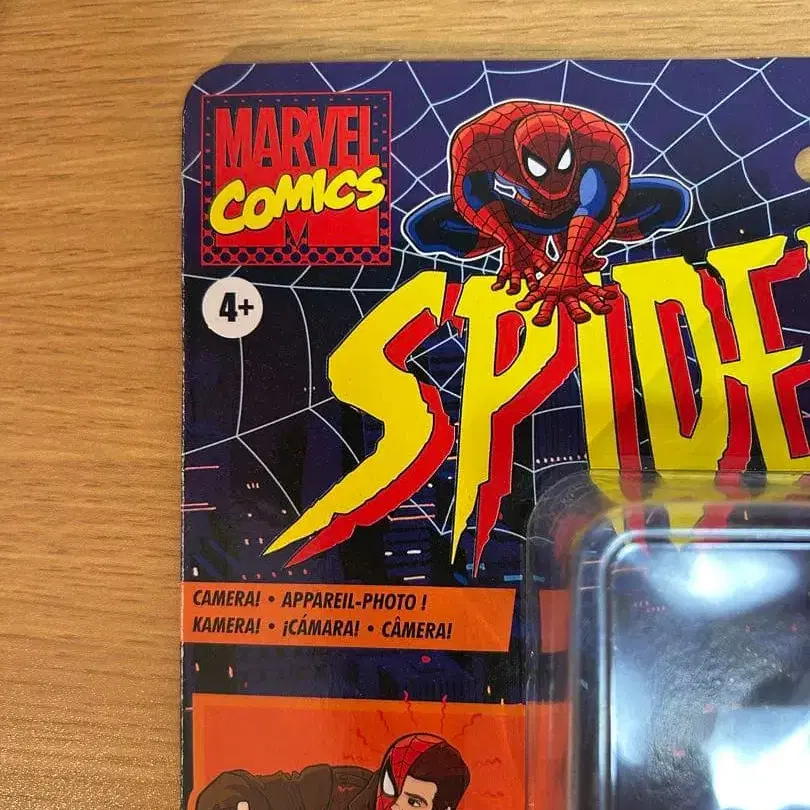 MARVEL
COMICS
4+
SPIDE
CAMERA! • APPAREIL-PHOTO !
KAMERA! • ¡CÁMARA! • CÂMERA!